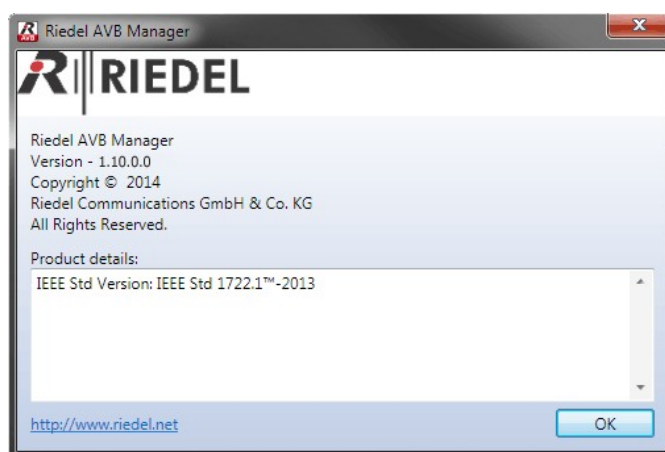 Riedel AVB Manager
RIEDEL
Riedel AVB Manager
Version - 1.10.0.0
Copyright © 2014
Riedel Communications GmbH & Co. KG
All Rights Reserved.
Product details:
IEEE Std Version: IEEE Std 1722.1™-2013
http://www.riedel.net
OK